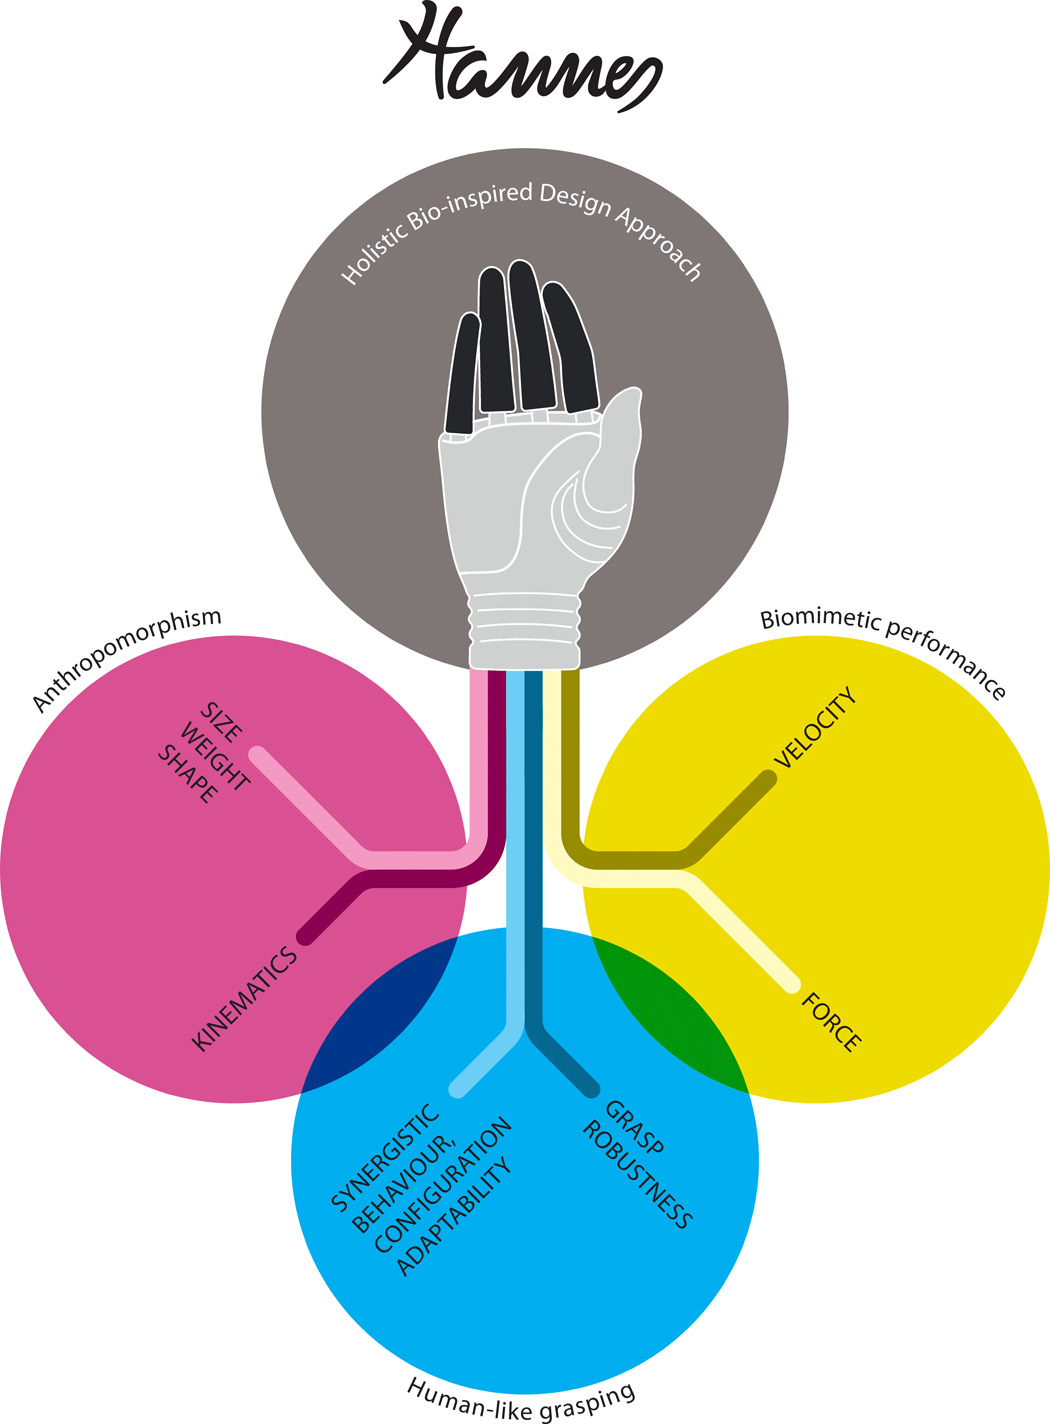 Hannes
Holistic Bio-inspired Design Approach
Anthropomorphism
SIZE
WEIGHT
SHAPE
KINEMATICS
Biomimetic performance
VELOCITY
FORCE
SYNERGISTIC
BEHAVIOUR,
CONFIGURATION
ADAPTABILITY
GRASP
ROBUSTNESS
Human-like grasping